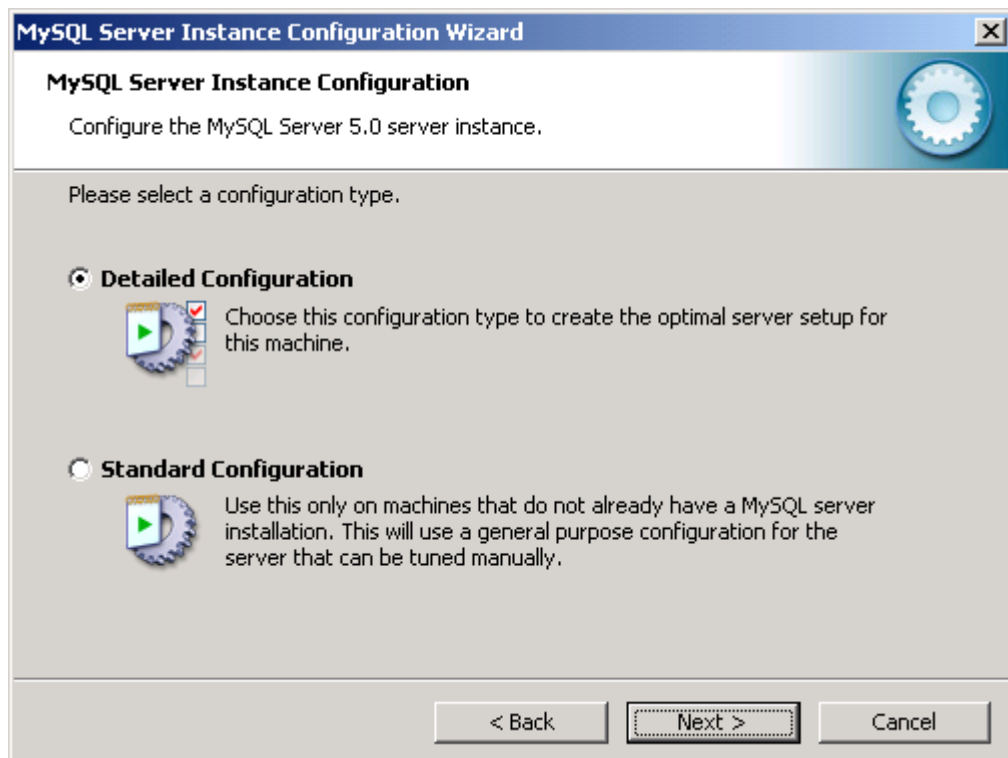 MySQL Server Instance Configuration Wizard
MySQL Server Instance Configuration
Configure the MySQL Server 5.0 server instance.
Please select a configuration type.
Detailed Configuration
Choose this configuration type to create the optimal server setup for
this machine.
Standard Configuration
Use this only on machines that do not already have a MySQL server
installation. This will use a general purpose configuration for the
server that can be tuned manually.
< Back
Next >
Cancel